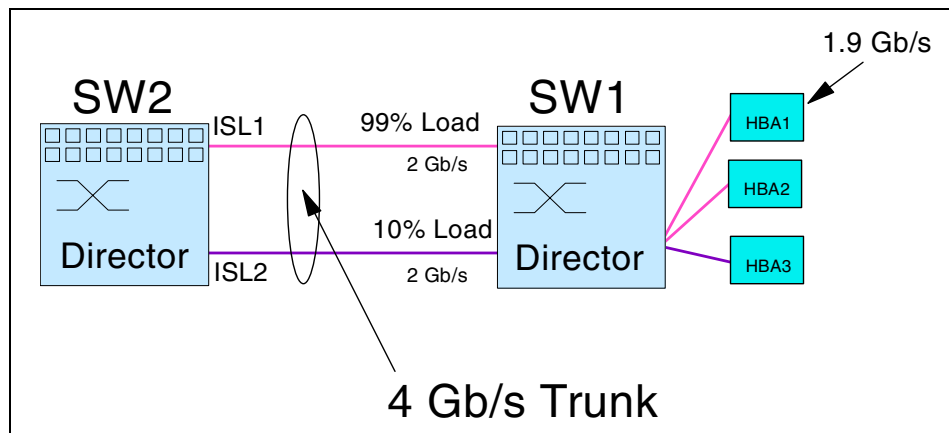 1.9 Gb/s
SW2
SW1
ISL1
99% Load
2 Gb/s
HBA1
HBA2
10% Load
Director
Director
ISL2
2 Gb/s
HBA3
4 Gb/s Trunk